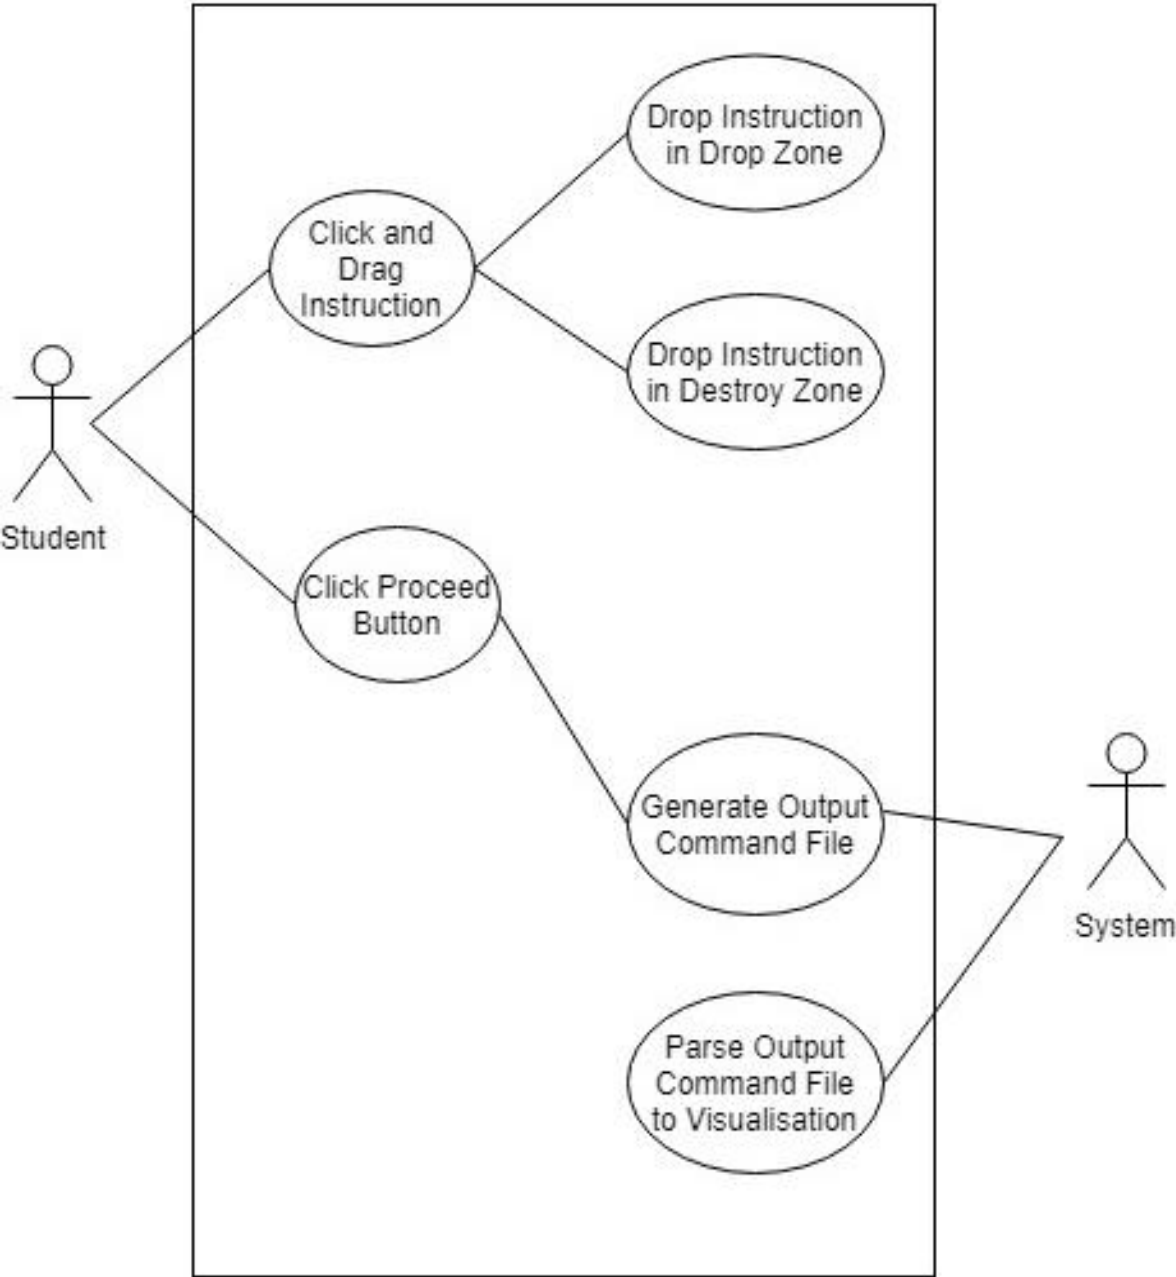 Drop Instruction
in Drop Zone
Click and
Drag
Instruction
Drop Instruction
in Destroy Zone
Student
Click Proceed
Button
Generate Output
Command File
System
Parse Output
Command File
to Visualisation